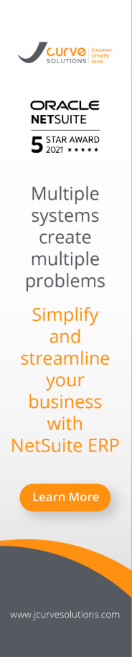 Jcurve
SOLUTIONS
Empower
Simplify
Grow
ORACLE
NETSUITE
5 STAR AWARD
2021 ★★★★★
Multiple
systems
create
multiple
problems
Simplify
and
streamline
your
business
with
NetSuite ERP
Learn More
www.jcurvesolutions.com